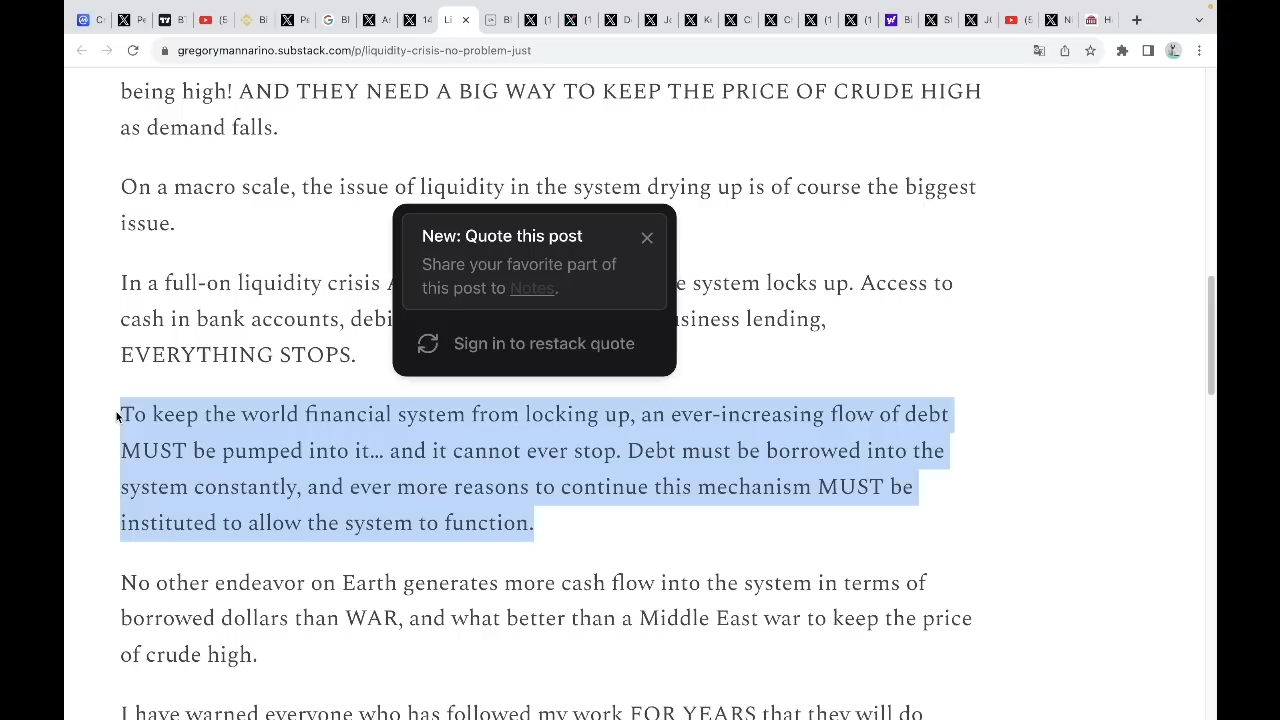 (5
Bi
14
Li
(1
(1
(1
(1
(5
gregorymannarino.substack.com/p/liquidity-crisis-no-problem-just
being high! AND THEY NEED A BIG WAY TO KEEP THE PRICE OF CRUDE HIGH
as demand falls.
On a macro scale, the issue of liquidity in the system drying up is of course the biggest
issue.
New: Quote this post
Share your favorite part of
this post to Notes.
Sign in to restack quote
In a full-on liquidity crisis system locks up. Access to
cash in bank accounts, lending,
EVERYTHING STOPS.
To keep the world financial system from locking up, an ever-increasing flow of debt
MUST be pumped into it... and it cannot ever stop. Debt must be borrowed into the
system constantly, and ever more reasons to continue this mechanism MUST be
instituted to allow the system to function.
No other endeavor on Earth generates more cash flow into the system in terms of
borrowed dollars than WAR, and what better than a Middle East war to keep the price
of crude high.
I have warned everyone who has followed my work FOR YEARS that they will do